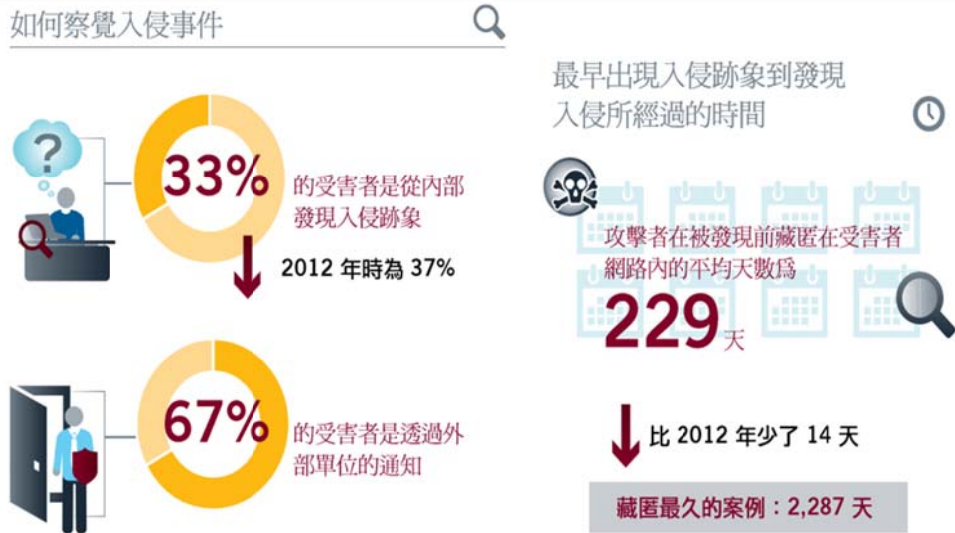 如何察覺入侵事件
?
33%
的受害者是從內部
發現入侵跡象
2012 年時為 37%
67%
的受害者是透過外
部單位的通知
最早出現入侵跡象到發現
入侵所經過的時間
攻擊者在被發現前藏匿在受害者
網路內的平均天數爲
229 天
比 2012 年少了 14 天
藏匿最久的案例：2,287 天